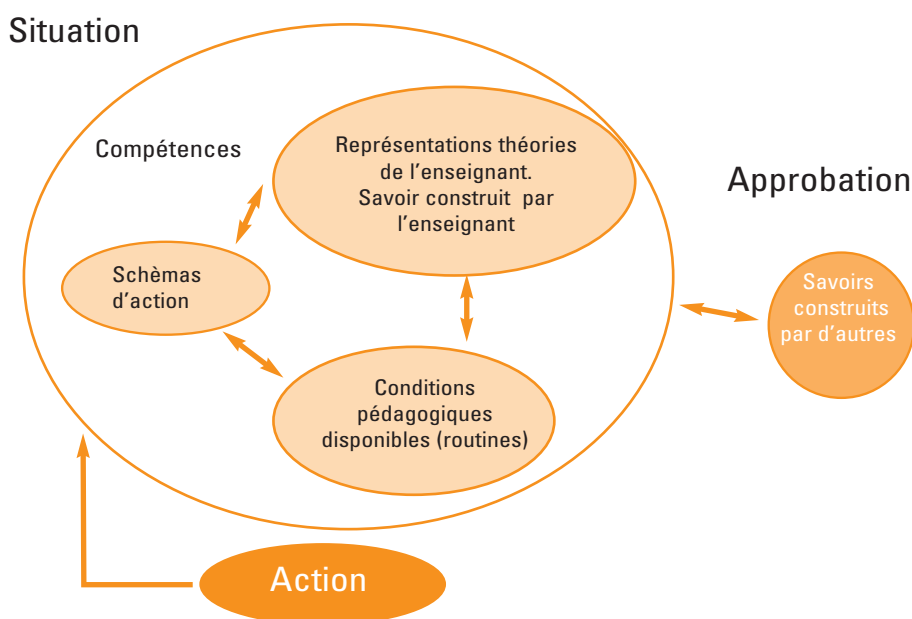 Situation
Compétences
Représentations théories
de l’enseignant.
Savoir construit par
l’enseignant
Approbation
Schèmas
d’action
Savoirs
construits
par d’autres
Conditions
pédagogiques
disponibles (routines)
Action